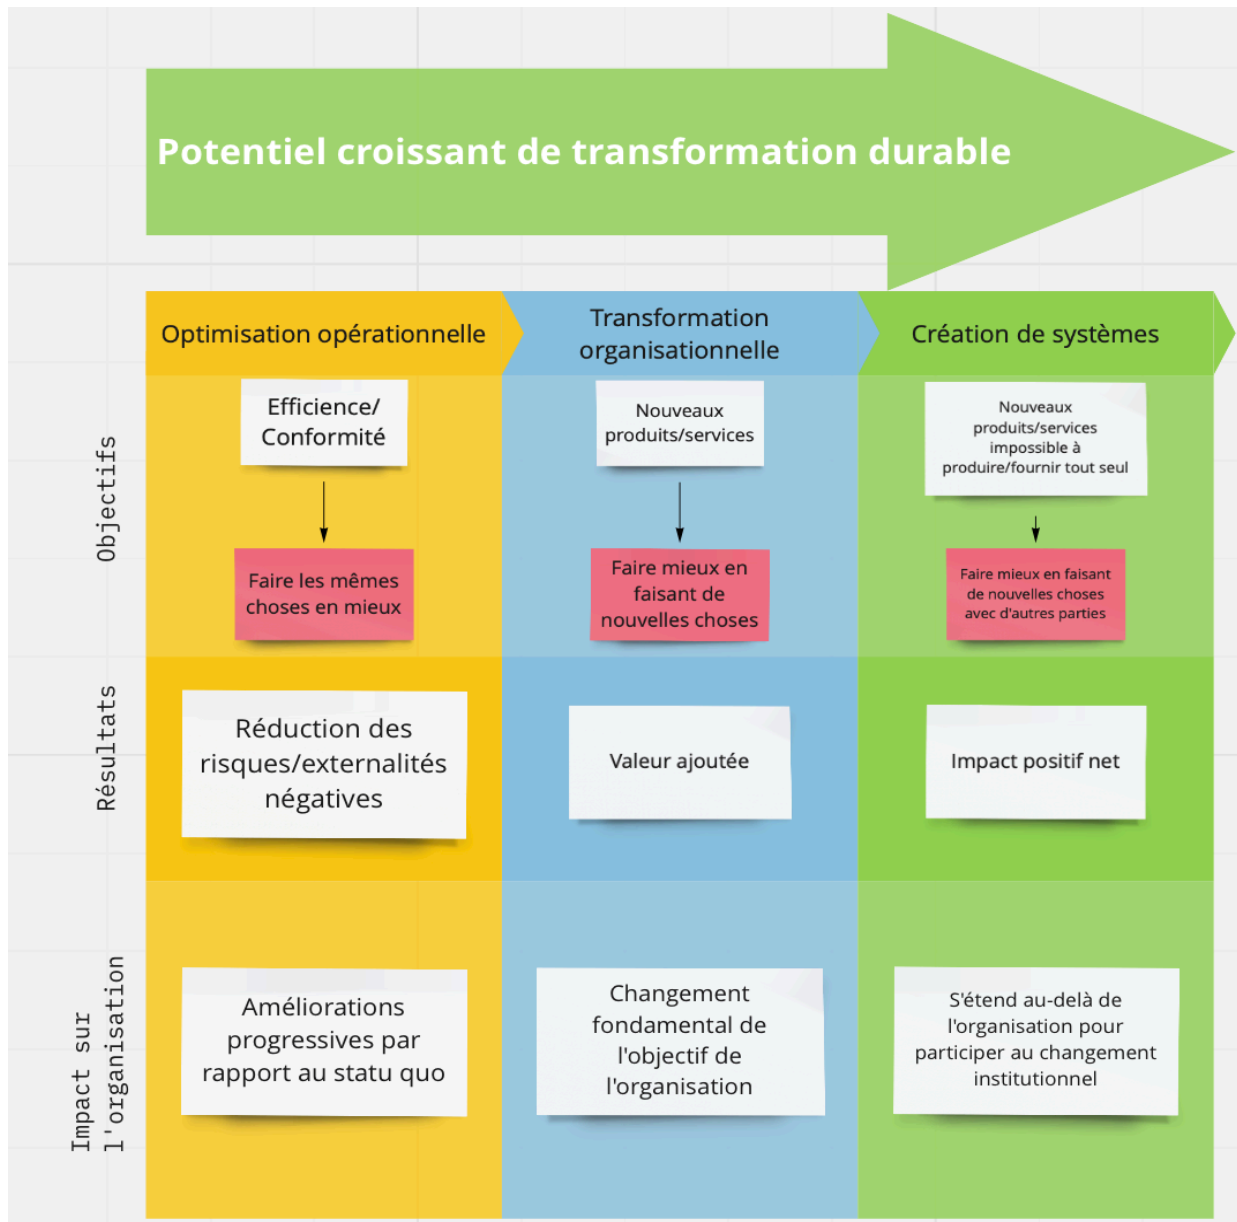 Potentiel croissant de transformation durable
Optimisation opérationnelle
Transformation
organisationnelle
Création de systèmes
Objectifs
Efficience/
Conformité
Nouveaux
produits/services
Nouveaux
produits/services
impossible à
produire/fournir tout seul
Faire les mêmes
choses en mieux
Faire mieux en
faisant de
nouvelles choses
Faire mieux en faisant
de nouvelles choses
avec d'autres parties
Résultats
Réduction des
risques/externalités
négatives
Valeur ajoutée
Impact positif net
Impact sur
l'organisation
Améliorations
progressives par
rapport au statu quo
Changement
fondamental de
l'objectif de
l'organisation
S'étend au-delà de
l'organisation pour
participer au changement
institutionnel